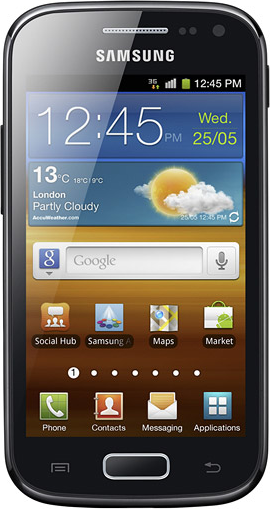 SAMSUNG
3G 12:45 PM
12:45 PM
Wed.
25/05
13°C 18°C / 9°C
London
Partly Cloudy
AccuWeather.com
25/05 12:45 PM
g Google
Social Hub
Samsung A
Maps
Market
1
Phone
Contacts
Messaging
Applications